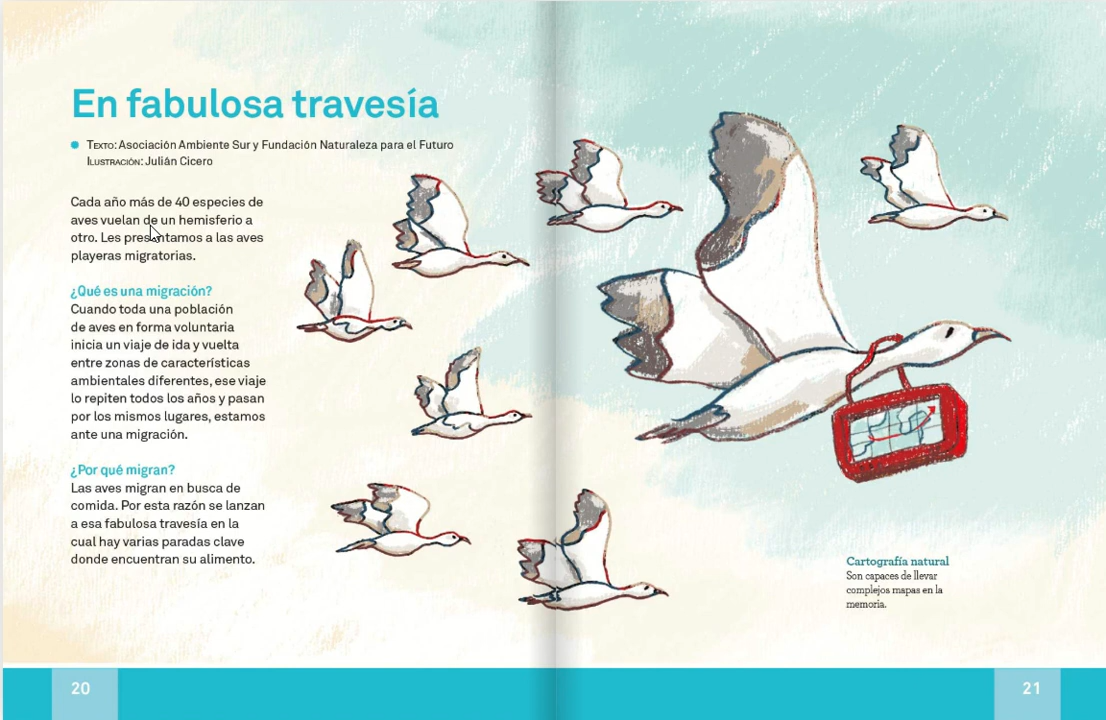 En fabulosa travesía
Texto: Asociación Ambiente Sur y Fundación Naturaleza para el Futuro
Ilustración: Julián Cicero
Cada año más de 40 especies de
aves vuelan de un hemisferio a
otro. Les presentamos a las aves
playeras migratorias.
¿Qué es una migración?
Cuando toda una población
de aves en forma voluntaria
inicia un viaje de ida y vuelta
entre zonas de características
ambientales diferentes, ese viaje
lo repiten todos los años y pasan
por los mismos lugares, estamos
ante una migración.
¿Por qué migran?
Las aves migran en busca de
comida. Por esta razón se lanzan
a esa fabulosa travesía en la
cual hay varias paradas clave
donde encuentran su alimento.
Cartografía natural
Son capaces de llevar
complejos mapas en la
memoria.
20
21